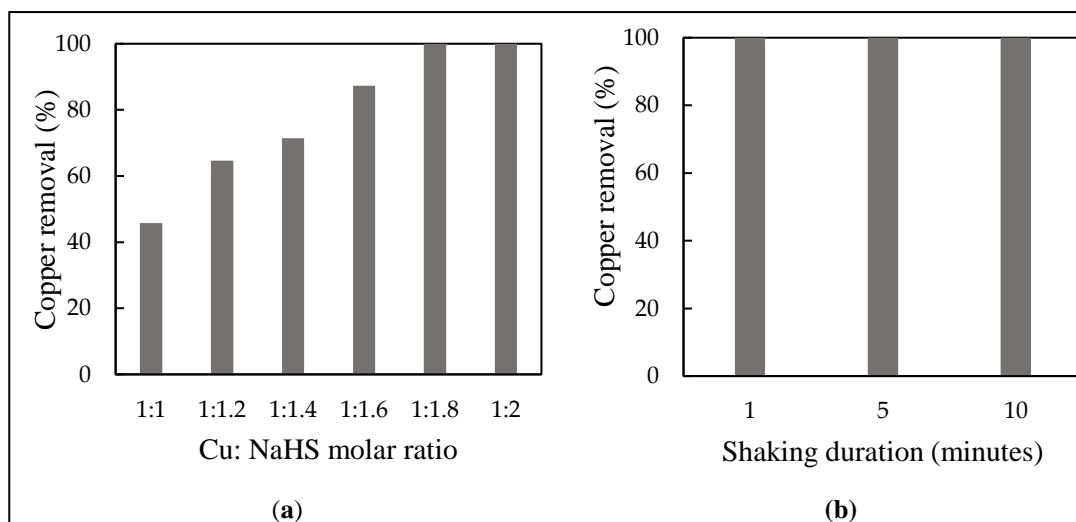 Copper removal (%)
100
80
60
40
20
0
1:1 1:1.2 1:1.4 1:1.6 1:1.8 1:2
Cu: NaHS molar ratio
(a)
Copper removal (%)
100
80
60
40
20
0
1 5 10
Shaking duration (minutes)
(b)